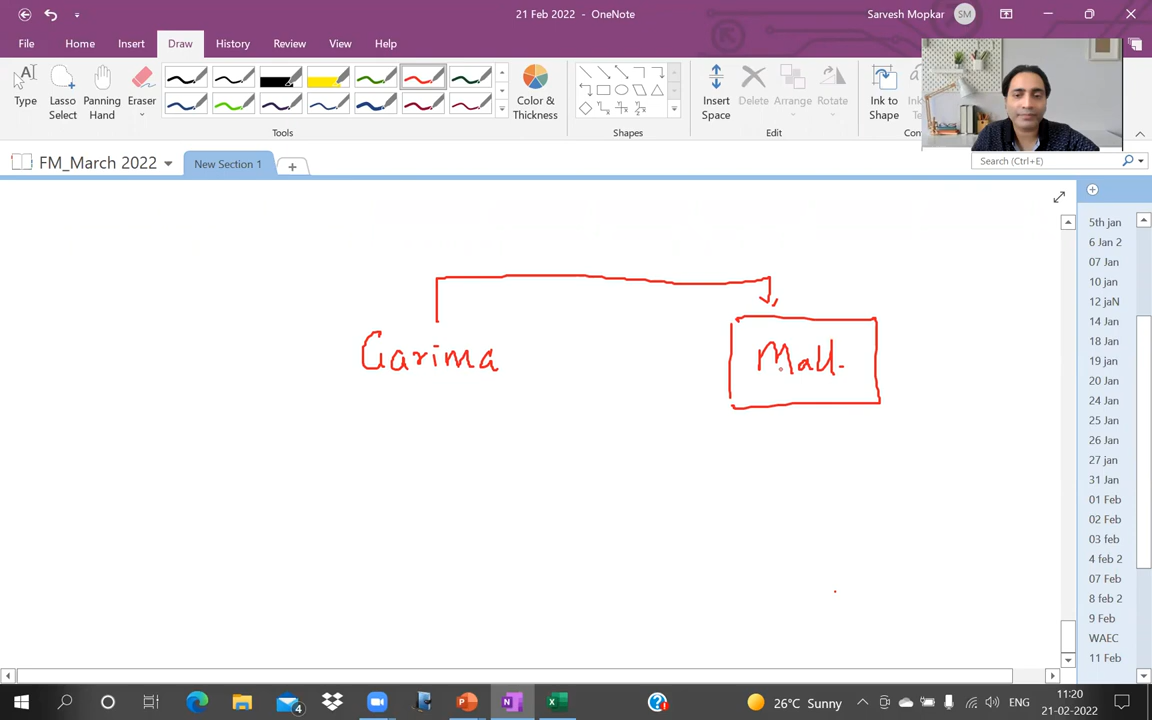 21 Feb 2022 - OneNote
Sarvesh Mopkar
SM
File
Home
Insert
Draw
History
Review
View
Help
Type
Lasso Select
Panning Hand
Eraser
Color & Thickness
Insert Space
Delete
Arrange
Rotate
Ink to Shape
Tools
Shapes
Edit
FM_March 2022
New Section 1
Search (Ctrl+E)
Garima
Mall.
5th jan
6 Jan 2
07 Jan
10 jan
12 jaN
14 Jan
18 Jan
19 jan
20 Jan
24 Jan
25 Jan
26 Jan
27 jan
31 Jan
01 Feb
02 Feb
03 feb
4 feb 2
07 Feb
8 feb 2
9 Feb
WAEC
11 Feb
4
26°C Sunny
ENG
11:20
21-02-2022